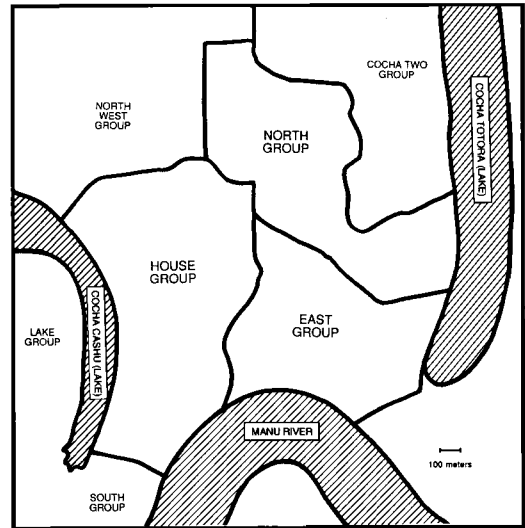 COCHA TWO
GROUP
NORTH
WEST
GROUP
NORTH
GROUP
COCHA TOTORA (LAKE)
HOUSE
GROUP
LAKE
GROUP
COCHA CASHU (LAKE)
EAST
GROUP
MANU RIVER
100 meters
SOUTH
GROUP